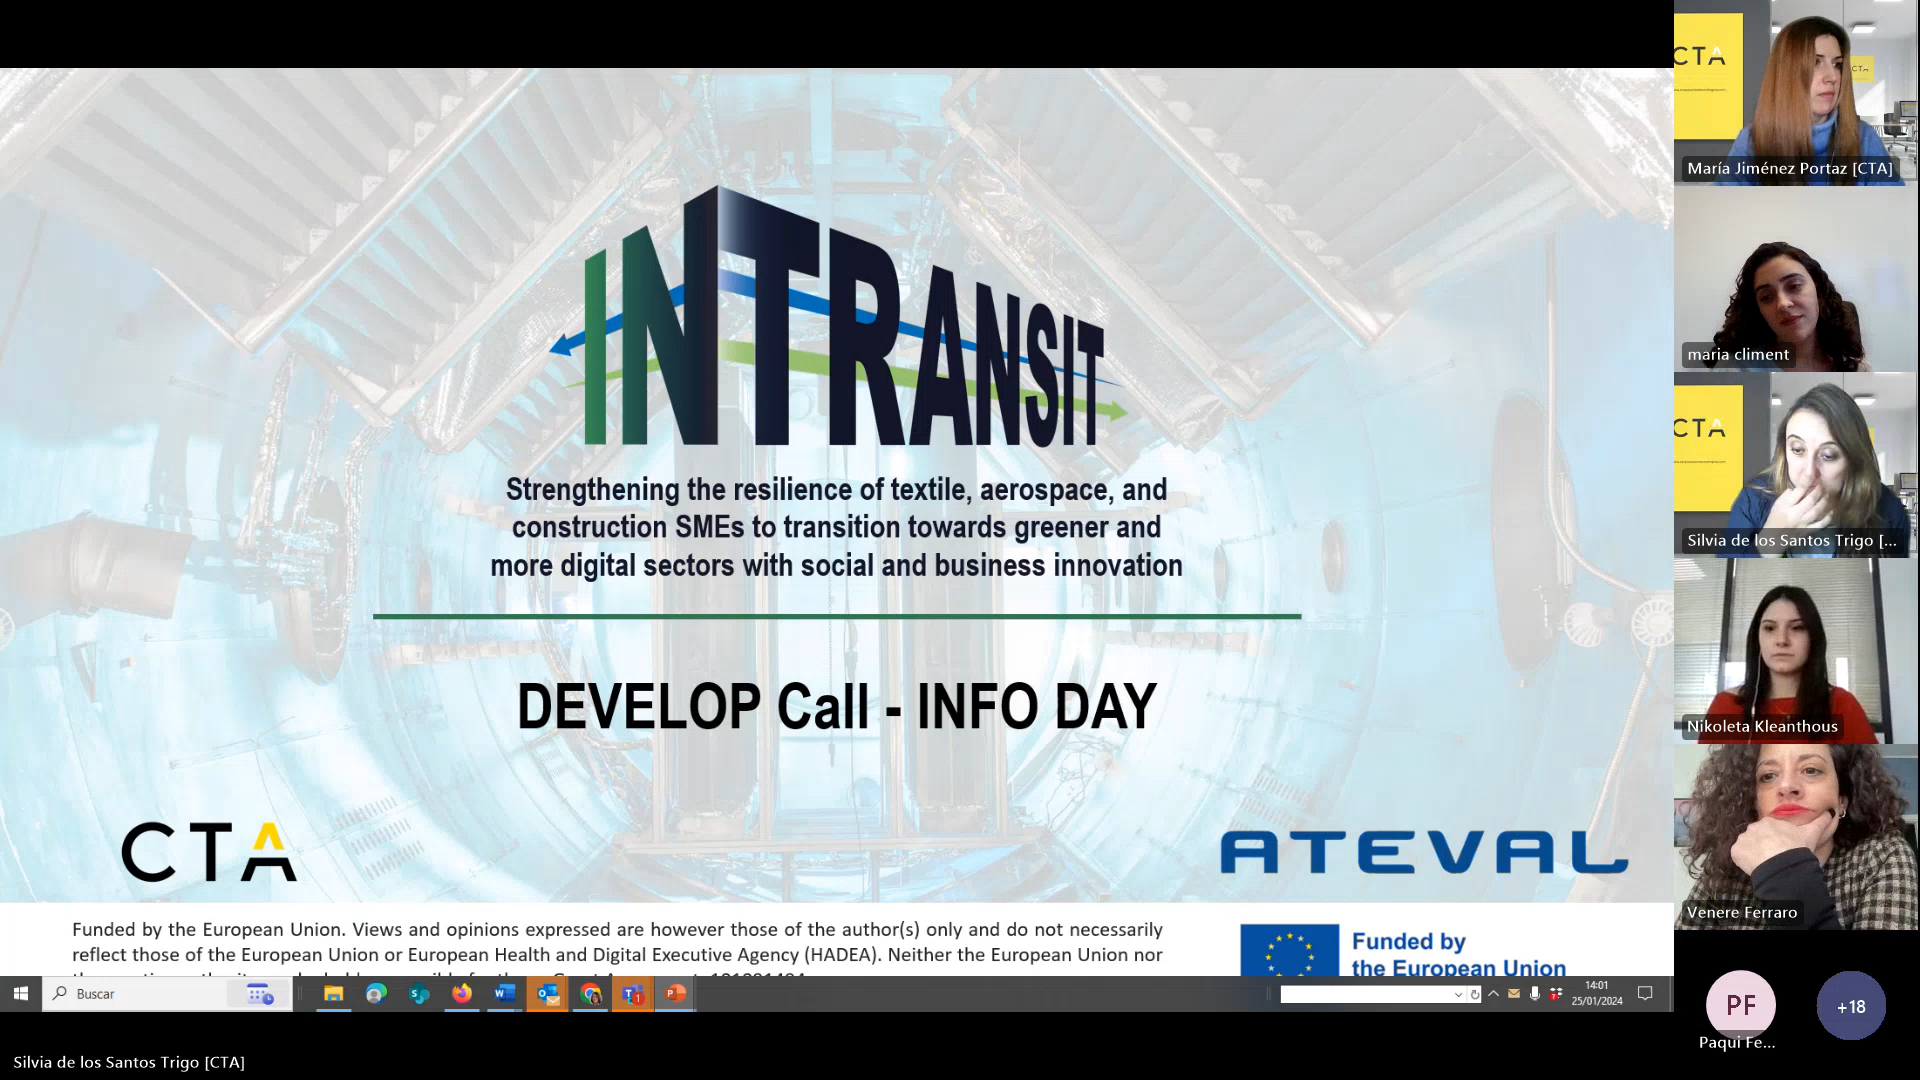 INTRANSIT
Strengthening the resilience of textile, aerospace, and
construction SMEs to transition towards greener and
more digital sectors with social and business innovation
DEVELOP Call - INFO DAY
CTA
ATEVAL
Funded by the European Union. Views and opinions expressed are however those of the author(s) only and do not necessarily
reflect those of the European Union or European Health and Digital Executive Agency (HADEA). Neither the European Union nor
Funded by
the European Union
Buscar
14:01
25/01/2024
Silvia de los Santos Trigo [CTA]
CTA
CTA
María Jiménez Portaz [CTA]
maria climent
CTA
Silvia de los Santos Trigo [...
Nikoleta Kleanthous
Venere Ferraro
PF
Paqui Fe...
+18